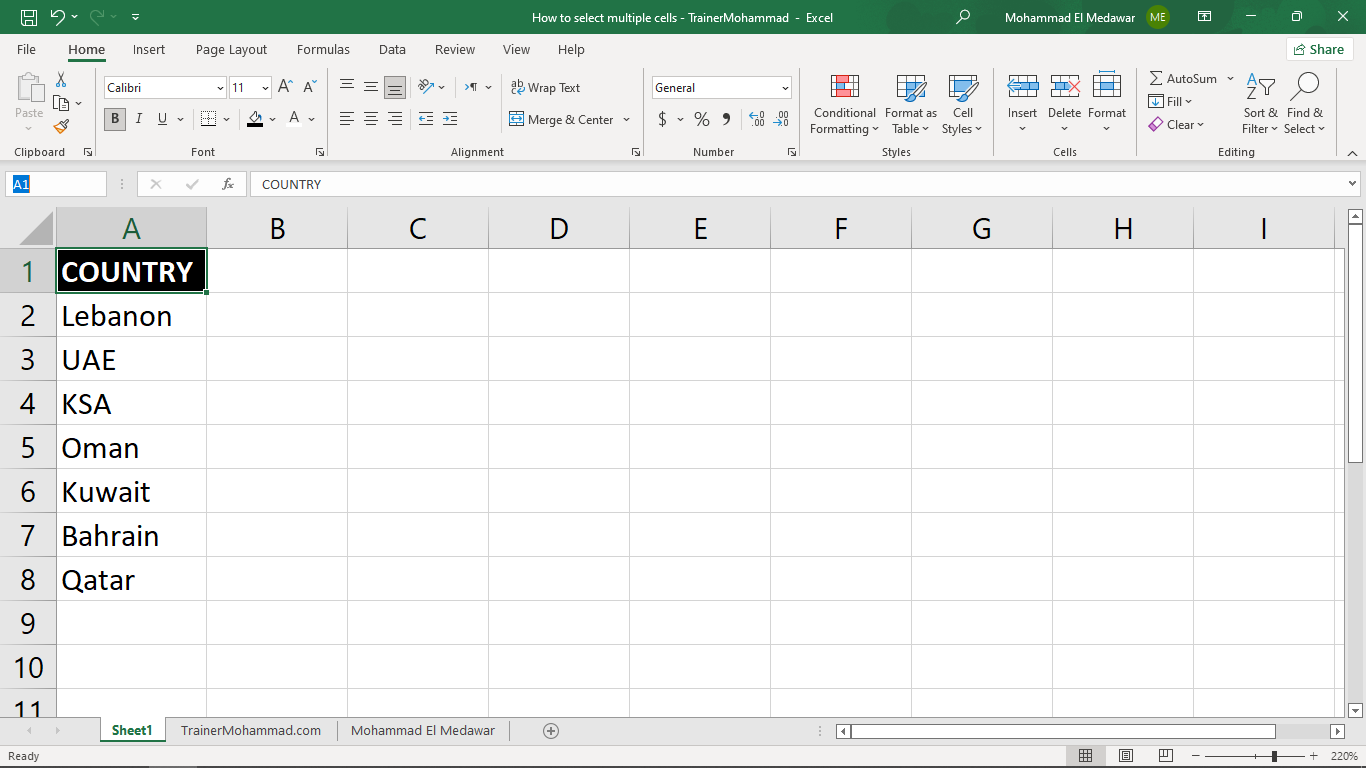 How to select multiple cells - TrainerMohammad - Excel
Mohammad El Medawar ME
File Home Insert Page Layout Formulas Data Review View Help Share
Paste
Clipboard
Calibri 11
B I U A
Font
ab Wrap Text
Merge & Center
Alignment
General
$ % 9 .00 .00
Number
Conditional Formatting
Format as Table
Cell Styles
Styles
Insert Delete Format
Cells
AutoSum
Fill
Clear
Sort & Filter
Find & Select
Editing
A1 fx COUNTRY
A B C D E F G H I
1 COUNTRY
2 Lebanon
3 UAE
4 KSA
5 Oman
6 Kuwait
7 Bahrain
8 Qatar
9
10
11
Sheet1 TrainerMohammad.com Mohammad El Medawar
Ready 220%